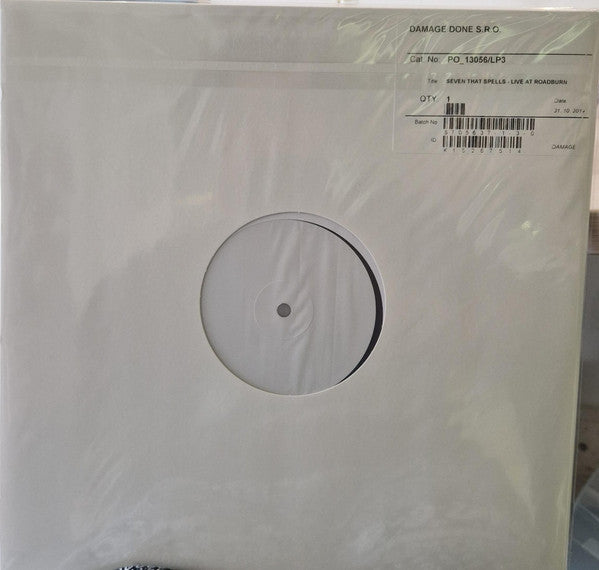 DAMAGE DONE S.R.O.
Cat. No. PO_13056/LP3
Title: SEVEN THAT SPELLS - LIVE AT ROADBURN
QTY 1
Date
Batch No
ID
DAMAGE